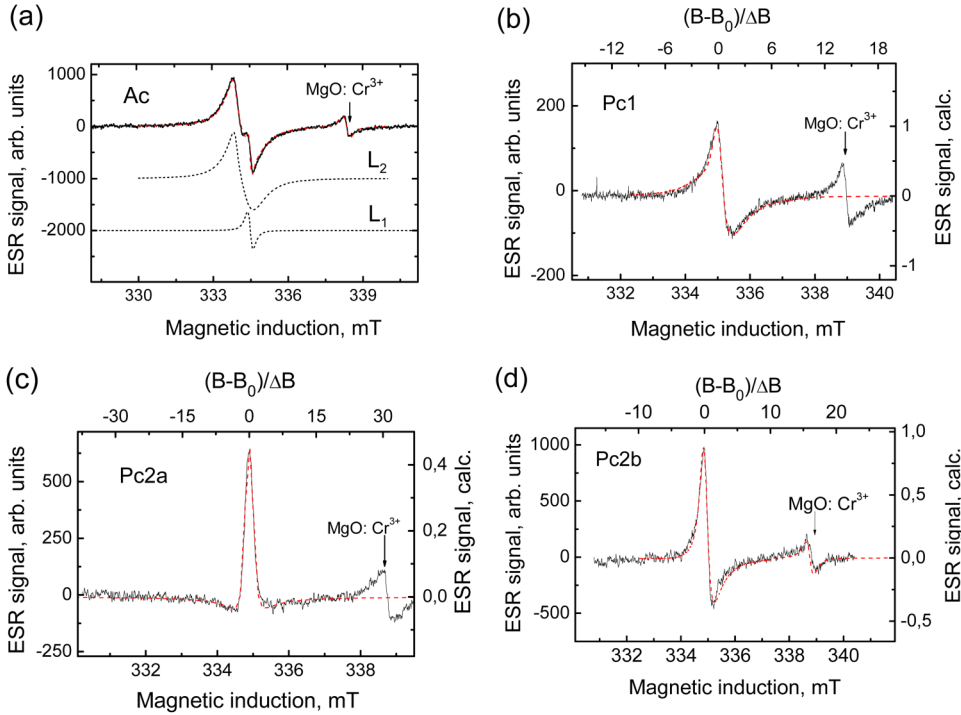 (a)
ESR signal, arb. units
1000
0
-1000
-2000
Ac
MgO: Cr3+
L2
L1
330
333
336
339
Magnetic induction, mT
(b)
(B-B0)/ΔB
-12
-6
0
6
12
18
ESR signal, arb. units
200
0
-200
Pc1
MgO: Cr3+
1
0
-1
ESR signal, calc.
332
334
336
338
340
Magnetic induction, mT
(c)
(B-B0)/ΔB
-30
-15
0
15
30
ESR signal, arb. units
500
250
0
-250
Pc2a
MgO: Cr3+
0,4
0,2
0,0
ESR signal, calc.
332
334
336
338
Magnetic induction, mT
(d)
(B-B0)/ΔB
-10
0
10
20
ESR signal, arb. units
1000
500
0
-500
Pc2b
MgO: Cr3+
1,0
0,5
0,0
-0,5
ESR signal, calc.
332
334
336
338
340
Magnetic induction, mT